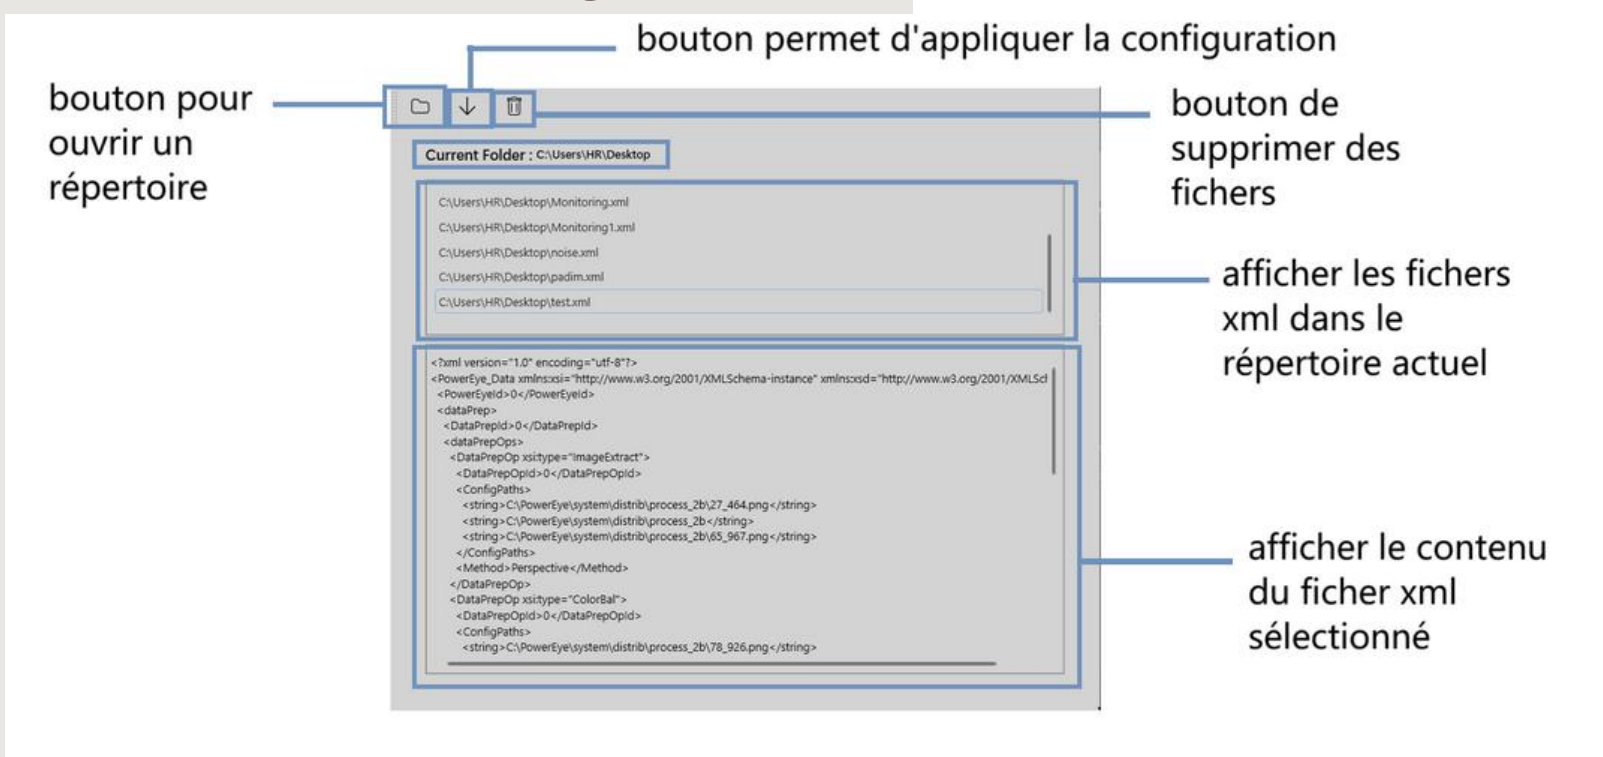 bouton permet d'appliquer la configuration
bouton pour
ouvrir un
répertoire
bouton de
supprimer des
fichers
Current Folder : C:\Users\HR\Desktop
C:\Users\HR\Desktop\Monitoring.xml
C:\Users\HR\Desktop\Monitoring1.xml
C:\Users\HR\Desktop\noise.xml
C:\Users\HR\Desktop\padim.xml
C:\Users\HR\Desktop\test.xml
afficher les fichers
xml dans le
répertoire actuel
<?xml version="1.0" encoding="utf-8"?>
<PowerEye_Data xmlns:xsi="http://www.w3.org/2001/XMLSchema-instance" xmlns:xsd="http://www.w3.org/2001/XMLScl
<PowerEyeId>0</PowerEyeId>
<dataPrep>
<DataPrepId>0</DataPrepId>
<dataPrepOps>
<DataPrepOp xsi:type="ImageExtract">
<DataPrepOpId>0</DataPrepOpId>
<ConfigPaths>
<string>C:\PowerEye\system\distrib\process_2b\27_464.png</string>
<string>C:\PowerEye\system\distrib\process_2b</string>
<string>C:\PowerEye\system\distrib\process_2b\65_967.png</string>
</ConfigPaths>
<Method>Perspective</Method>
</DataPrepOp>
<DataPrepOp xsi:type="ColorBal">
<DataPrepOpId>0</DataPrepOpId>
<ConfigPaths>
<string>C:\PowerEye\system\distrib\process_2b\78_926.png</string>
afficher le contenu
du ficher xml
sélectionné